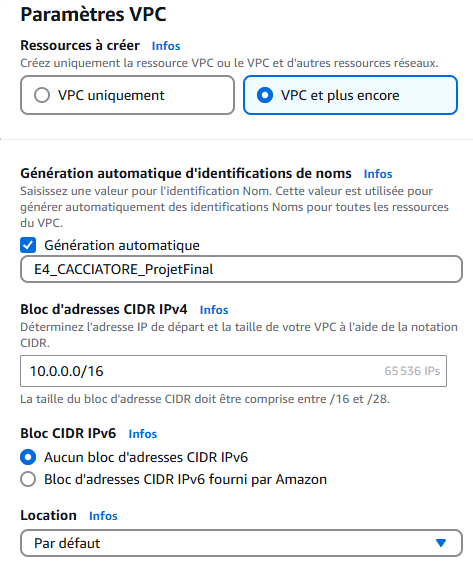 Paramètres VPC
Ressources à créer Infos
Créez uniquement la ressource VPC ou le VPC et d'autres ressources réseaux.
VPC uniquement
VPC et plus encore
Génération automatique d'identifications de noms Infos
Saisissez une valeur pour l'identification Nom. Cette valeur est utilisée pour
générer automatiquement des identifications Noms pour toutes les ressources
du VPC.
Génération automatique
E4_CACCIATORE_ProjetFinal
Bloc d'adresses CIDR IPv4 Infos
Déterminez l'adresse IP de départ et la taille de votre VPC à l'aide de la notation
CIDR.
10.0.0.0/16 65 536 IPs
La taille du bloc d'adresse CIDR doit être comprise entre /16 et /28.
Bloc CIDR IPv6 Infos
Aucun bloc d'adresses CIDR IPv6
Bloc d'adresses CIDR IPv6 fourni par Amazon
Location Infos
Par défaut